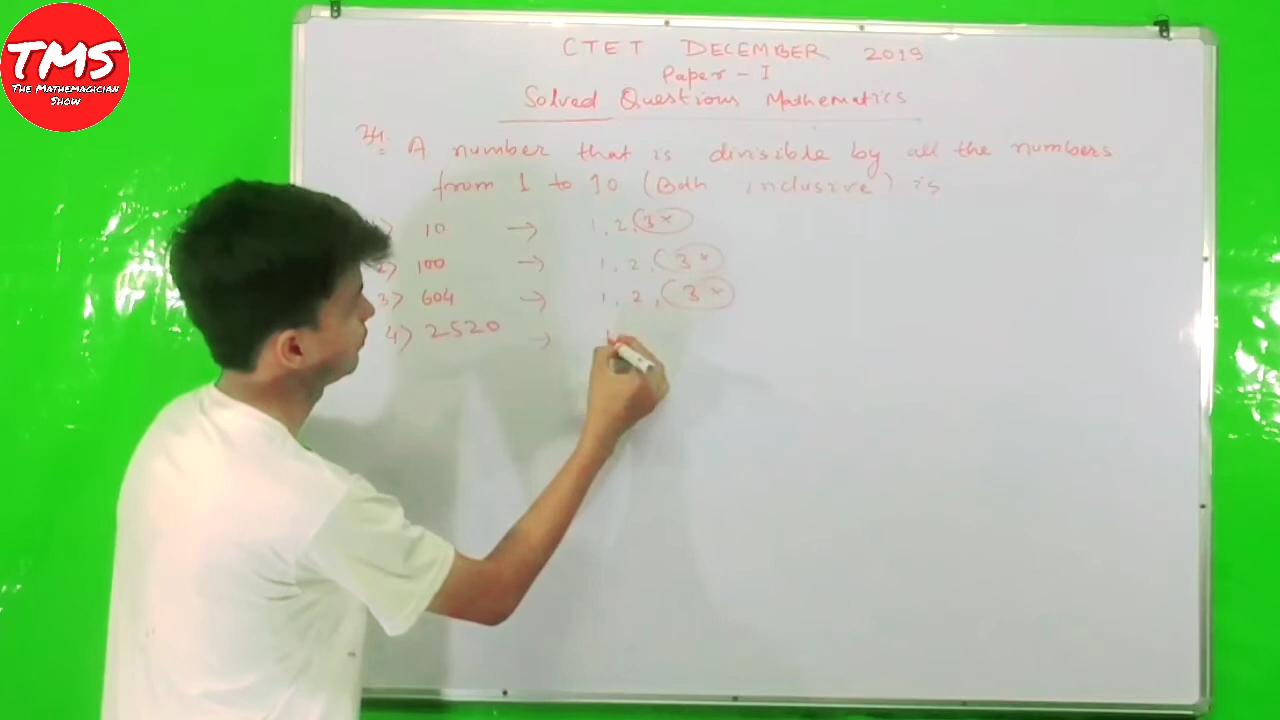 TMS
THE MATHEMAGICIAN
SHOW
CTET DECEMBER 2019
Paper - I
Solved Questions Mathematics
34. A number that is divisible by all the numbers
from 1 to 10 (Both inclusive) is
10 → 1, 2, 3 ×
2) 100 → 1, 2, 3 ×
3) 604 → 1, 2, 3 ×
4) 2520 →